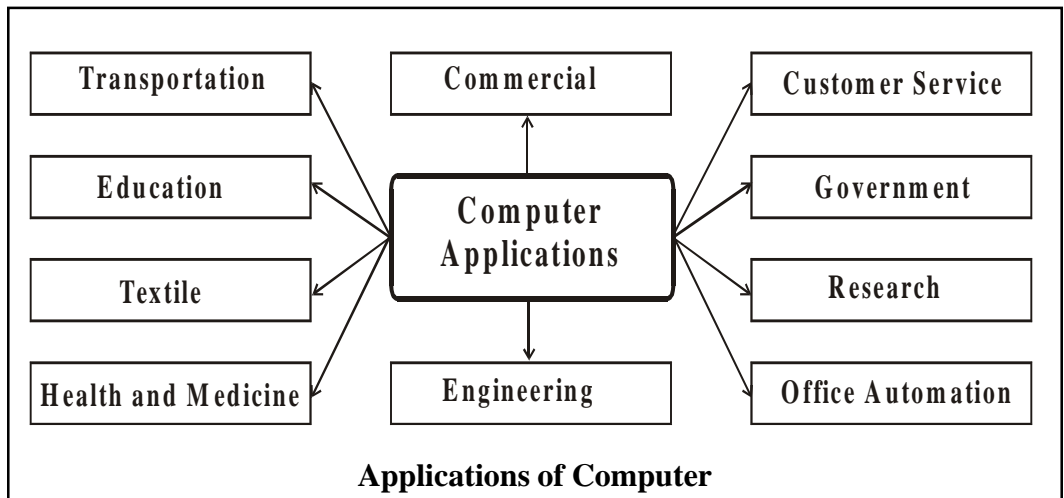 Transportation
Commercial
Customer Service
Education
Government
Computer
Applications
Textile
Research
Health and Medicine
Engineering
Office Automation
Applications of Computer